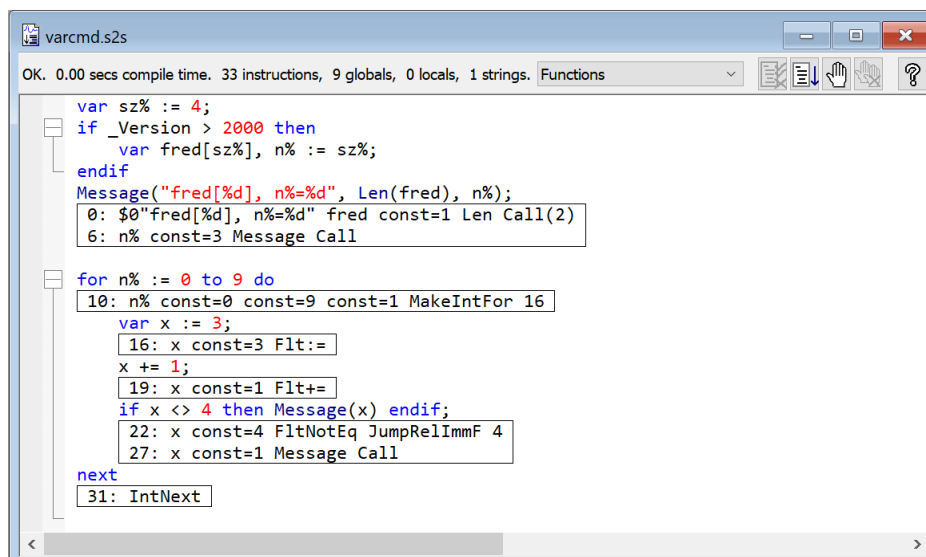 varcmd.s2s
OK. 0.00 secs compile time. 33 instructions, 9 globals, 0 locals, 1 strings. Functions
var sz% := 4;
if _Version > 2000 then
var fred[sz%], n% := sz%;
endif
Message("fred[%d], n%=%d", Len(fred), n%);
0: $0"fred[%d], n%=%d" fred const=1 Len Call(2)
6: n% const=3 Message Call
for n% := 0 to 9 do
10: n% const=0 const=9 const=1 MakeIntFor 16
var x := 3;
16: x const=3 Flt:=
x += 1;
19: x const=1 Flt+=
if x <> 4 then Message(x) endif;
22: x const=4 FltNotEq JumpRelImmF 4
27: x const=1 Message Call
next
31: IntNext